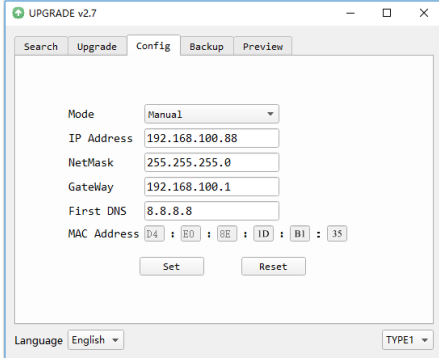 UPGRADE v2.7
Search Upgrade Config Backup Preview
Mode Manual
IP Address 192.168.100.88
NetMask 255.255.255.0
GateWay 192.168.100.1
First DNS 8.8.8.8
MAC Address D4 : E0 : 8E : 1D : B1 : 35
Set Reset
Language English TYPE1